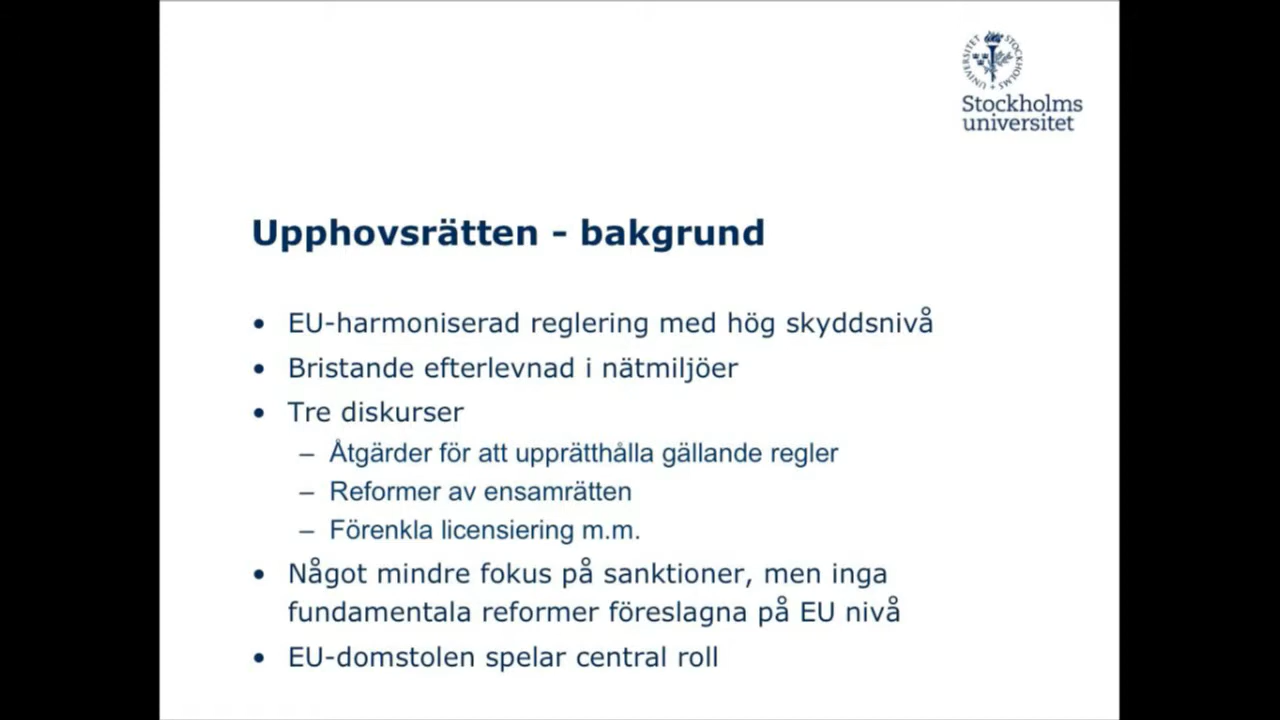 UNIVERSITET STOCKHOLMS
Stockholms
universitet
Upphovsrätten - bakgrund
• EU-harmoniserad reglering med hög skyddsnivå
• Bristande efterlevnad i nätmiljöer
• Tre diskurser
– Åtgärder för att upprätthålla gällande regler
– Reformer av ensamrätten
– Förenkla licensiering m.m.
• Något mindre fokus på sanktioner, men inga
fundamentala reformer föreslagna på EU nivå
• EU-domstolen spelar central roll